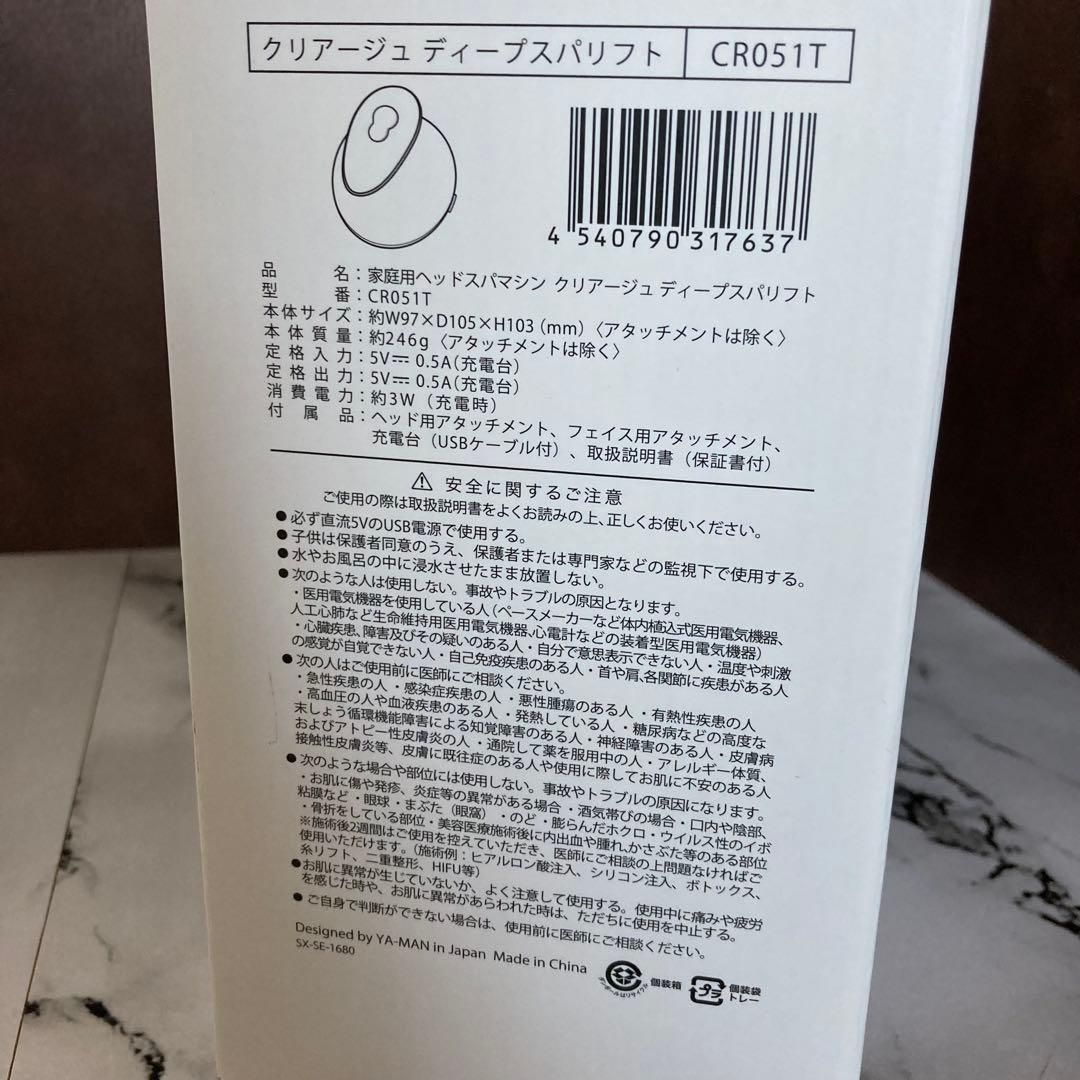 クリアージュ ディープスパリフト CR051T
4 540790 317637
品名：家庭用ヘッドスパマシン クリアージュ ディープスパリフト
型番：CR051T
本体サイズ：約W97×D105×H103（mm）〈アタッチメントは除く〉
本体質量：約246g〈アタッチメントは除く〉
定格入力：5V⎓ 0.5A（充電台）
定格出力：5V⎓ 0.5A（充電台）
消費電力：約3W（充電時）
付属品：ヘッド用アタッチメント、フェイス用アタッチメント、
充電台（USBケーブル付）、取扱説明書（保証書付）
⚠ 安全に関するご注意
ご使用の際は取扱説明書をよくお読みの上、正しくお使いください。
●必ず直流5VのUSB電源で使用する。
●子供は保護者同意のうえ、保護者または専門家などの監視下で使用する。
●水やお風呂の中に浸水させたまま放置しない。
●次のような人は使用しない。事故やトラブルの原因となります。
・医用電気機器を使用している人（ペースメーカーなど体内植込式医用電気機器、
人工心肺など生命維持用医用電気機器、心電計などの装着型医用電気機器）
・心臓疾患、障害及びその疑いのある人・自分で意思表示できない人・温度や刺激
の感覚が自覚できない人・自己免疫疾患のある人・首や肩、各関節に疾患がある人
●次の人はご使用前に医師にご相談ください。
・急性疾患の人・感染症疾患の人・悪性腫瘍のある人・有熱性疾患の人
・高血圧の人や血液疾患のある人・発熱している人・糖尿病などの高度な
末しょう循環機能障害による知覚障害のある人・神経障害のある人・皮膚病
およびアトピー性皮膚炎の人・通院して薬を服用中の人・アレルギー体質、
接触性皮膚炎等、皮膚に既往症のある人や使用に際してお肌に不安のある人
●次のような場合や部位には使用しない。事故やトラブルの原因になります。
・お肌に傷や発疹、炎症等の異常がある場合・酒気帯びの場合・口内や陰部、
粘膜など・眼球・まぶた（眼窩）・のど・膨らんだホクロ・ウイルス性のイボ
・骨折をしている部位・美容医療施術後に内出血や腫れ、かさぶた等のある部位
※施術後2週間はご使用を控えていただき、医師にご相談の上問題なければご
使用いただけます。（施術例：ヒアルロン酸注入、シリコン注入、ボトックス、
糸リフト、二重整形、HIFU等）
●お肌に異常が生じていないか、よく注意して使用する。使用中に痛みや疲労
を感じた時や、お肌に異常があらわれた時は、ただちに使用を中止する。
●ご自身で判断ができない場合は、使用前に医師にご相談ください。
Designed by YA-MAN in Japan Made in China
SX-SE-1680
ダンボールはリサイクル 個装箱 プラ 個装袋
トレー